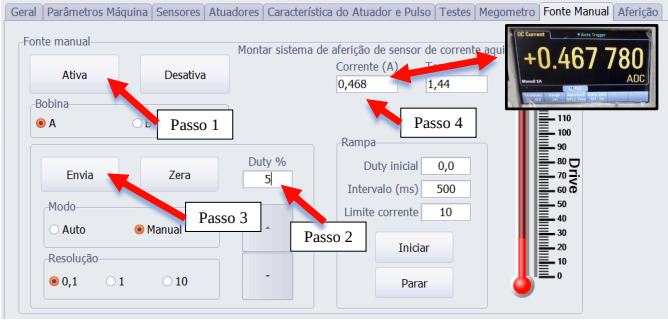 Geral Parâmetros Máquina Sensores Atuadores Característica do Atuador e Pulso Testes Megometro Fonte Manual Aferição
DC Current
Auto Trigger
+0.467 780
ADC
Fonte manual
Montar sistema de aferição de sensor de corrente aqui
Ativa
Desativa
Corrente (A)
0,468
1,44
Bobina
A
Passo 1
Passo 4
110
100
90
80
70
60
50
40
30
20
10
0
Drive
Envia
Zera
Duty %
5
Passo 3
Passo 2
Modo
Auto
Manual
-
-
Resolução
0,1
1
10
Rampa
Duty inicial 0,0
Intervalo (ms) 500
Limite corrente 10
Iniciar
Parar